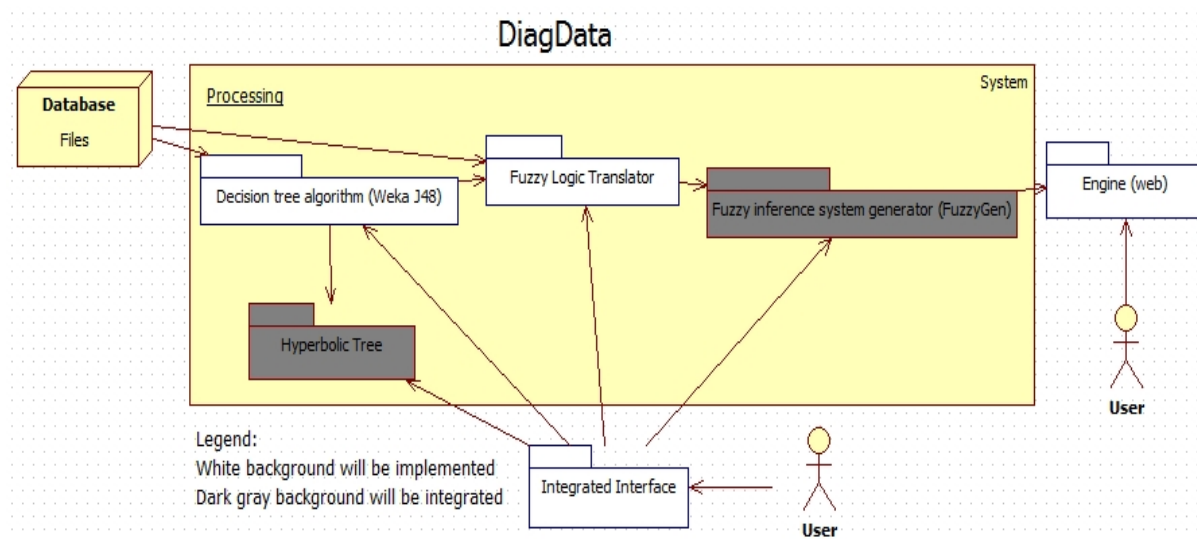 DiagData
System
Processing
Database
Files
Decision tree algorithm (Weka J48)
Fuzzy Logic Translator
Fuzzy inference system generator (FuzzyGen)
Engine (web)
Hyperbolic Tree
User
Legend:
White background will be implemented
Dark gray background will be integrated
Integrated Interface
User